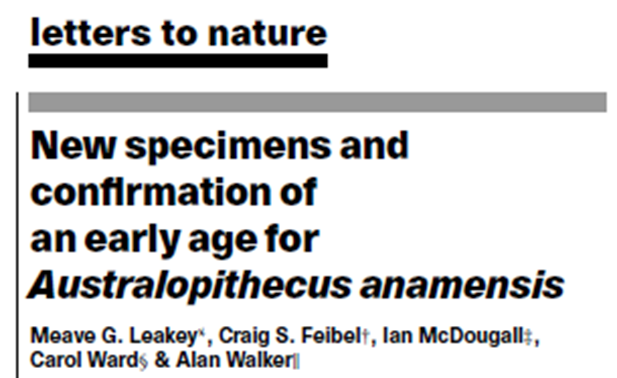 letters to nature
New specimens and
confirmation of
an early age for
Australopithecus anamensis
Meave G. Leakey*, Craig S. Feibel†, Ian McDougall‡,
Carol Ward§ & Alan Walker∥